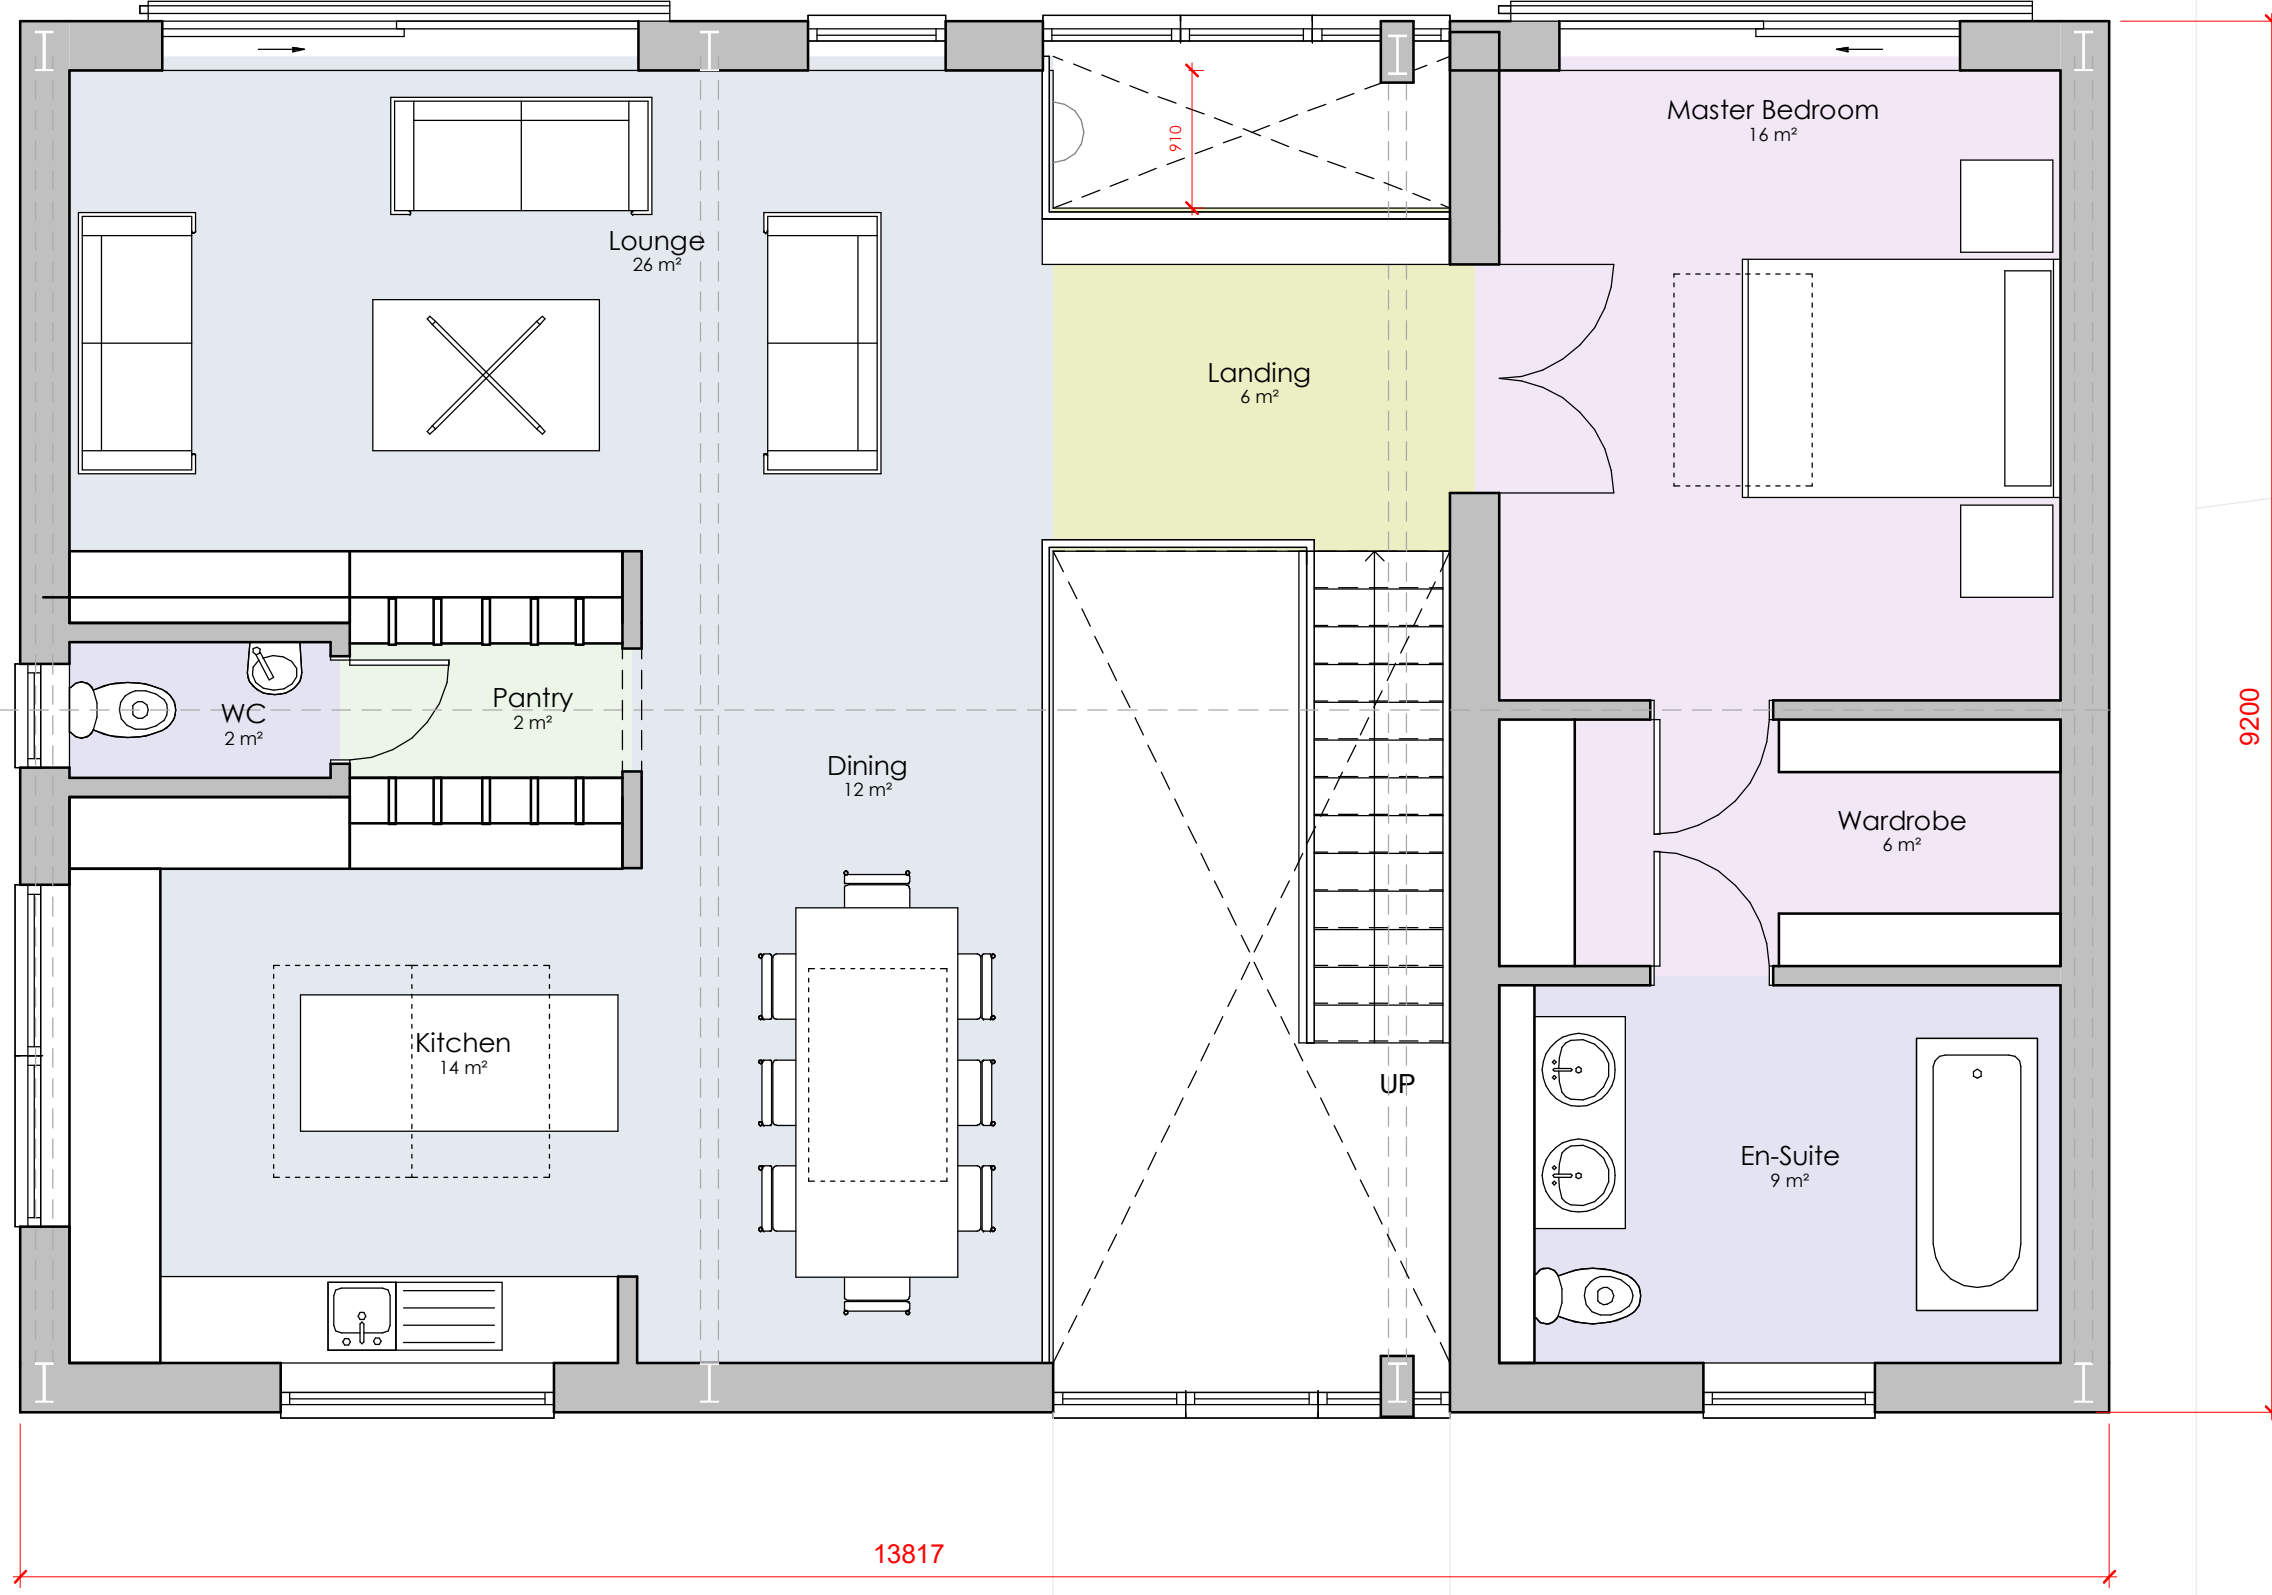 Master Bedroom
16 m²
910
Lounge
26 m²
Landing
6 m²
Pantry
2 m²
WC
2 m²
9200
Dining
12 m²
Wardrobe
6 m²
Kitchen
14 m²
UP
En-Suite
9 m²
13817